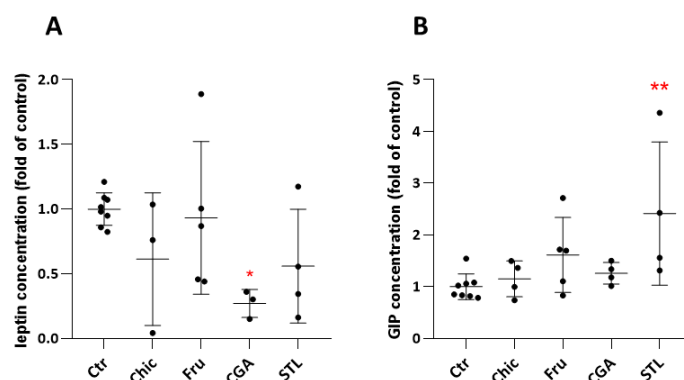 A
leptin concentration (fold of control)
2.0
1.5
1.0
0.5
0.0
*
Ctr
Chic
Fru
CGA
STL
B
GIP concentration (fold of control)
5
4
3
2
1
0
**
Ctr
Chic
Fru
CGA
STL